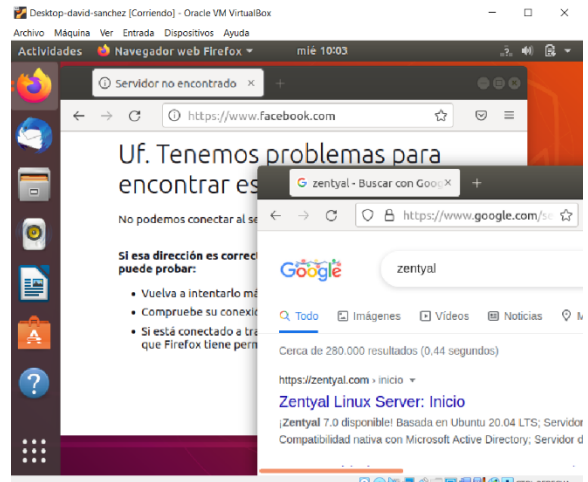 Desktop-david-sanchez [Corriendo] - Oracle VM VirtualBox
Archivo Máquina Ver Entrada Dispositivos Ayuda
Actividades Navegador web Firefox mié 10:03
Servidor no encontrado
https://www.facebook.com
Uf. Tenemos problemas para
encontrar es
No podemos conectar al se
Si esa dirección es correct
puede probar:
Vuelva a intentarlo má
Compruebe su conexió
Si está conectado a tra
que Firefox tiene perm
zentyal - Buscar con Goog
https://www.google.com/se
Google
zentyal
Todo Imágenes Vídeos Noticias M
Cerca de 280.000 resultados (0,44 segundos)
https://zentyal.com › inicio
Zentyal Linux Server: Inicio
¡Zentyal 7.0 disponible! Basada en Ubuntu 20.04 LTS; Servidor
Compatibilidad nativa con Microsoft Active Directory; Servidor d